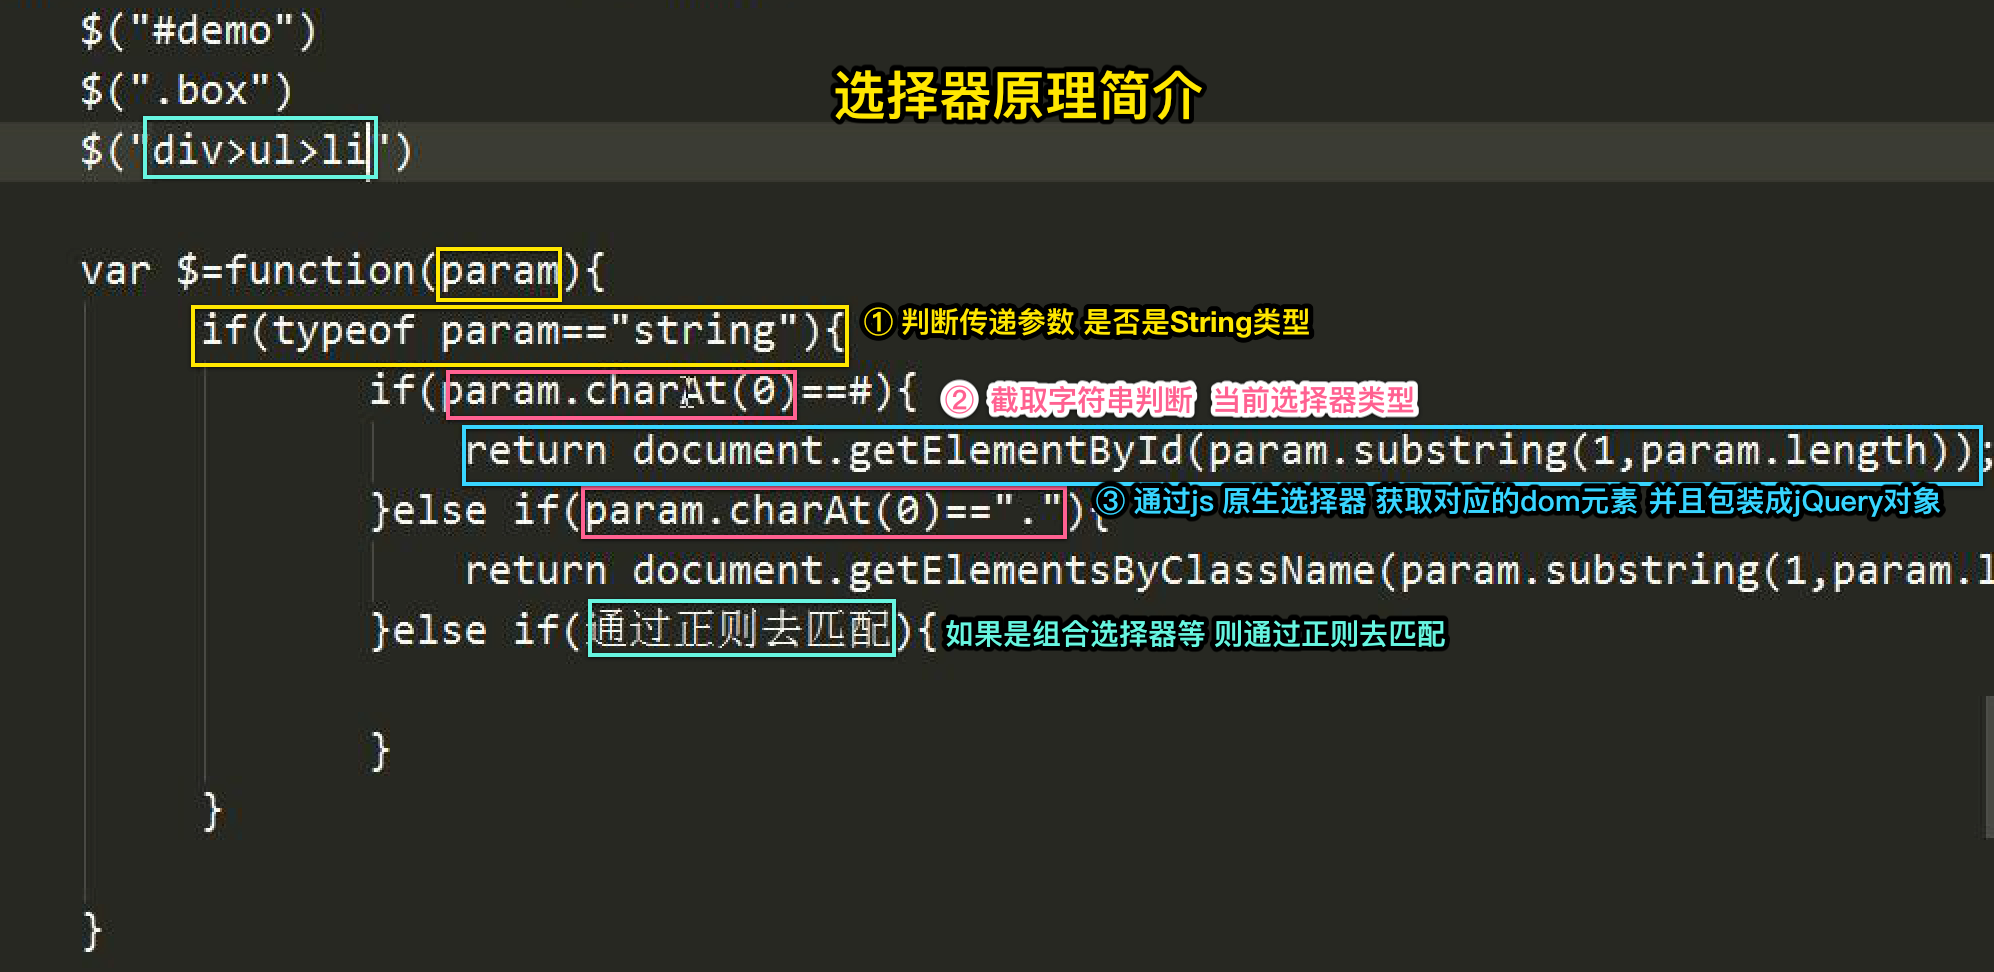 $("#demo")
$(".box")
选择器原理简介
$("div>ul>li")
var $=function(param){
if(typeof param=="string"){ ① 判断传递参数 是否是String类型
if(param.charAt(0)==#){ ② 截取字符串判断 当前选择器类型
return document.getElementById(param.substring(1,param.length));
}else if(param.charAt(0)=="."){ ③ 通过js 原生选择器 获取对应的dom元素 并且包装成jQuery对象
return document.getElementsByClassName(param.substring(1,param.l
}else if(通过正则去匹配){ 如果是组合选择器等 则通过正则去匹配
}
}
}